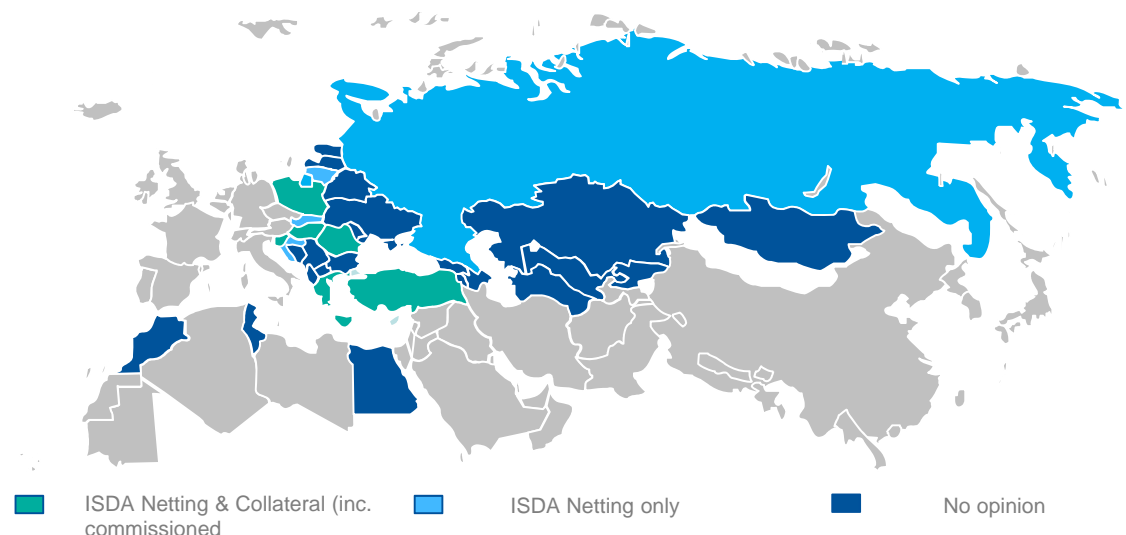 ISDA Netting & Collateral (inc.
commissioned
ISDA Netting only
No opinion